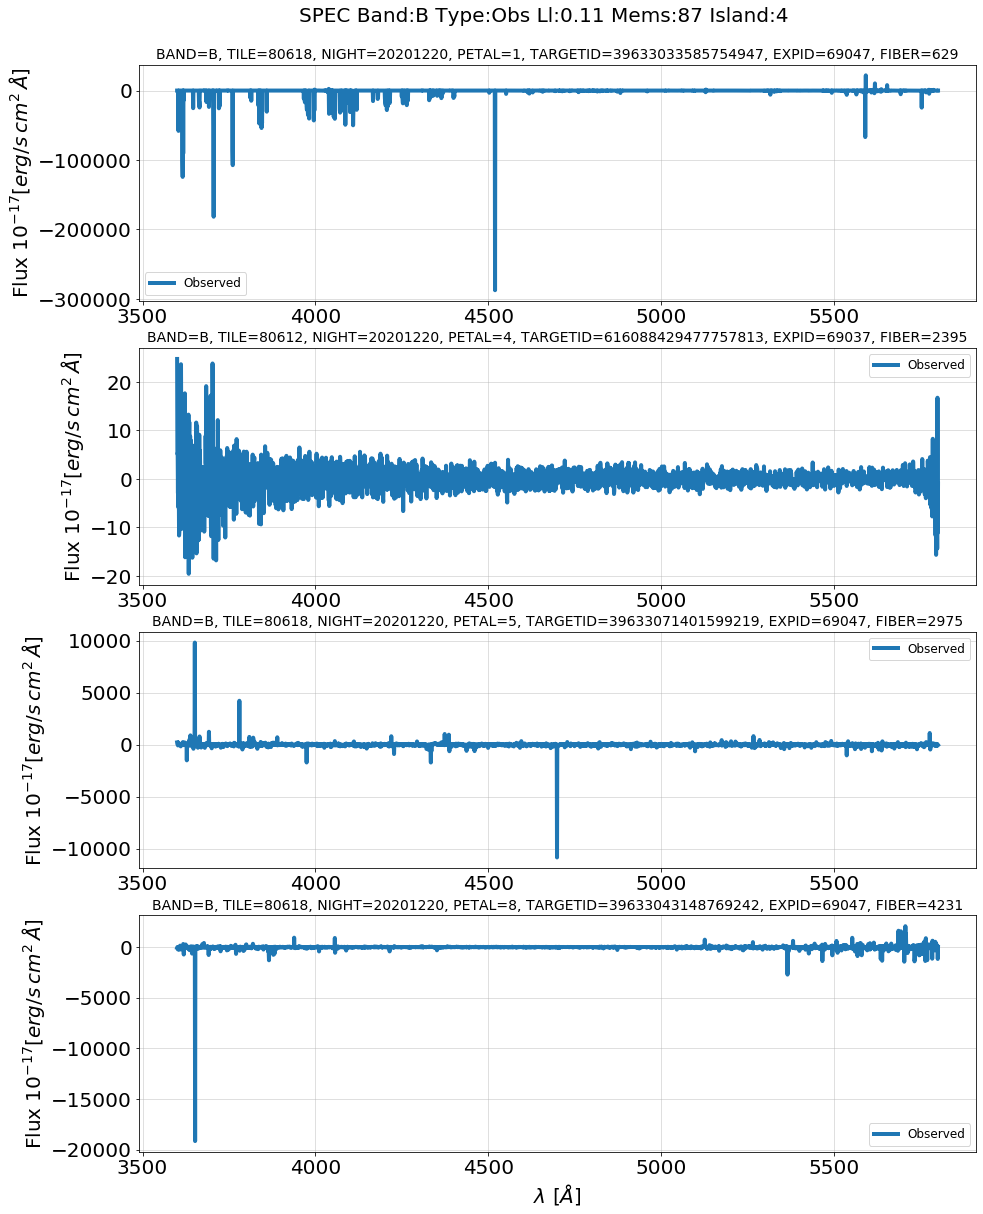 SPEC Band:B Type:Obs Ll:0.11 Mems:87 Island:4
BAND=B, TILE=80618, NIGHT=20201220, PETAL=1, TARGETID=39633033585754947, EXPID=69047, FIBER=629
Flux 10^{-17}[erg/s cm^2 Å]
0
−100000
−200000
−300000
Observed
3500 4000 4500 5000 5500
BAND=B, TILE=80612, NIGHT=20201220, PETAL=4, TARGETID=616088429477757813, EXPID=69037, FIBER=2395
Flux 10^{-17}[erg/s cm^2 Å]
20
10
0
−10
−20
Observed
3500 4000 4500 5000 5500
BAND=B, TILE=80618, NIGHT=20201220, PETAL=5, TARGETID=39633071401599219, EXPID=69047, FIBER=2975
Flux 10^{-17}[erg/s cm^2 Å]
10000
5000
0
−5000
−10000
Observed
3500 4000 4500 5000 5500
BAND=B, TILE=80618, NIGHT=20201220, PETAL=8, TARGETID=39633043148769242, EXPID=69047, FIBER=4231
Flux 10^{-17}[erg/s cm^2 Å]
0
−5000
−10000
−15000
−20000
Observed
3500 4000 4500 5000 5500
λ [Å]